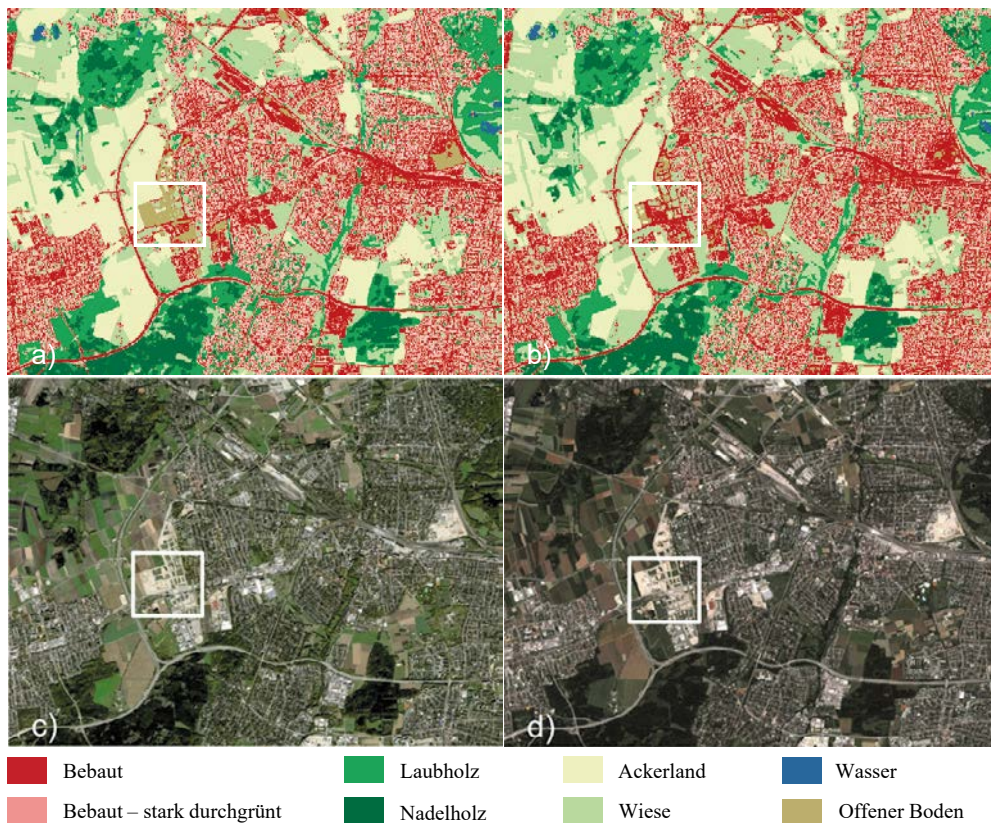 a)
b)
c)
d)
Bebaut
Laubholz
Ackerland
Wasser
Bebaut – stark durchgrünt
Nadelholz
Wiese
Offener Boden